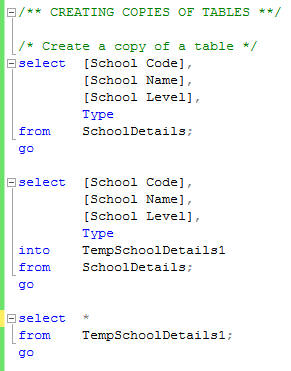 /** CREATING COPIES OF TABLES **/
/* Create a copy of a table */
select [School Code],
[School Name],
[School Level],
Type
from SchoolDetails;
go
select [School Code],
[School Name],
[School Level],
Type
into TempSchoolDetails1
from SchoolDetails;
go
select *
from TempSchoolDetails1;
go